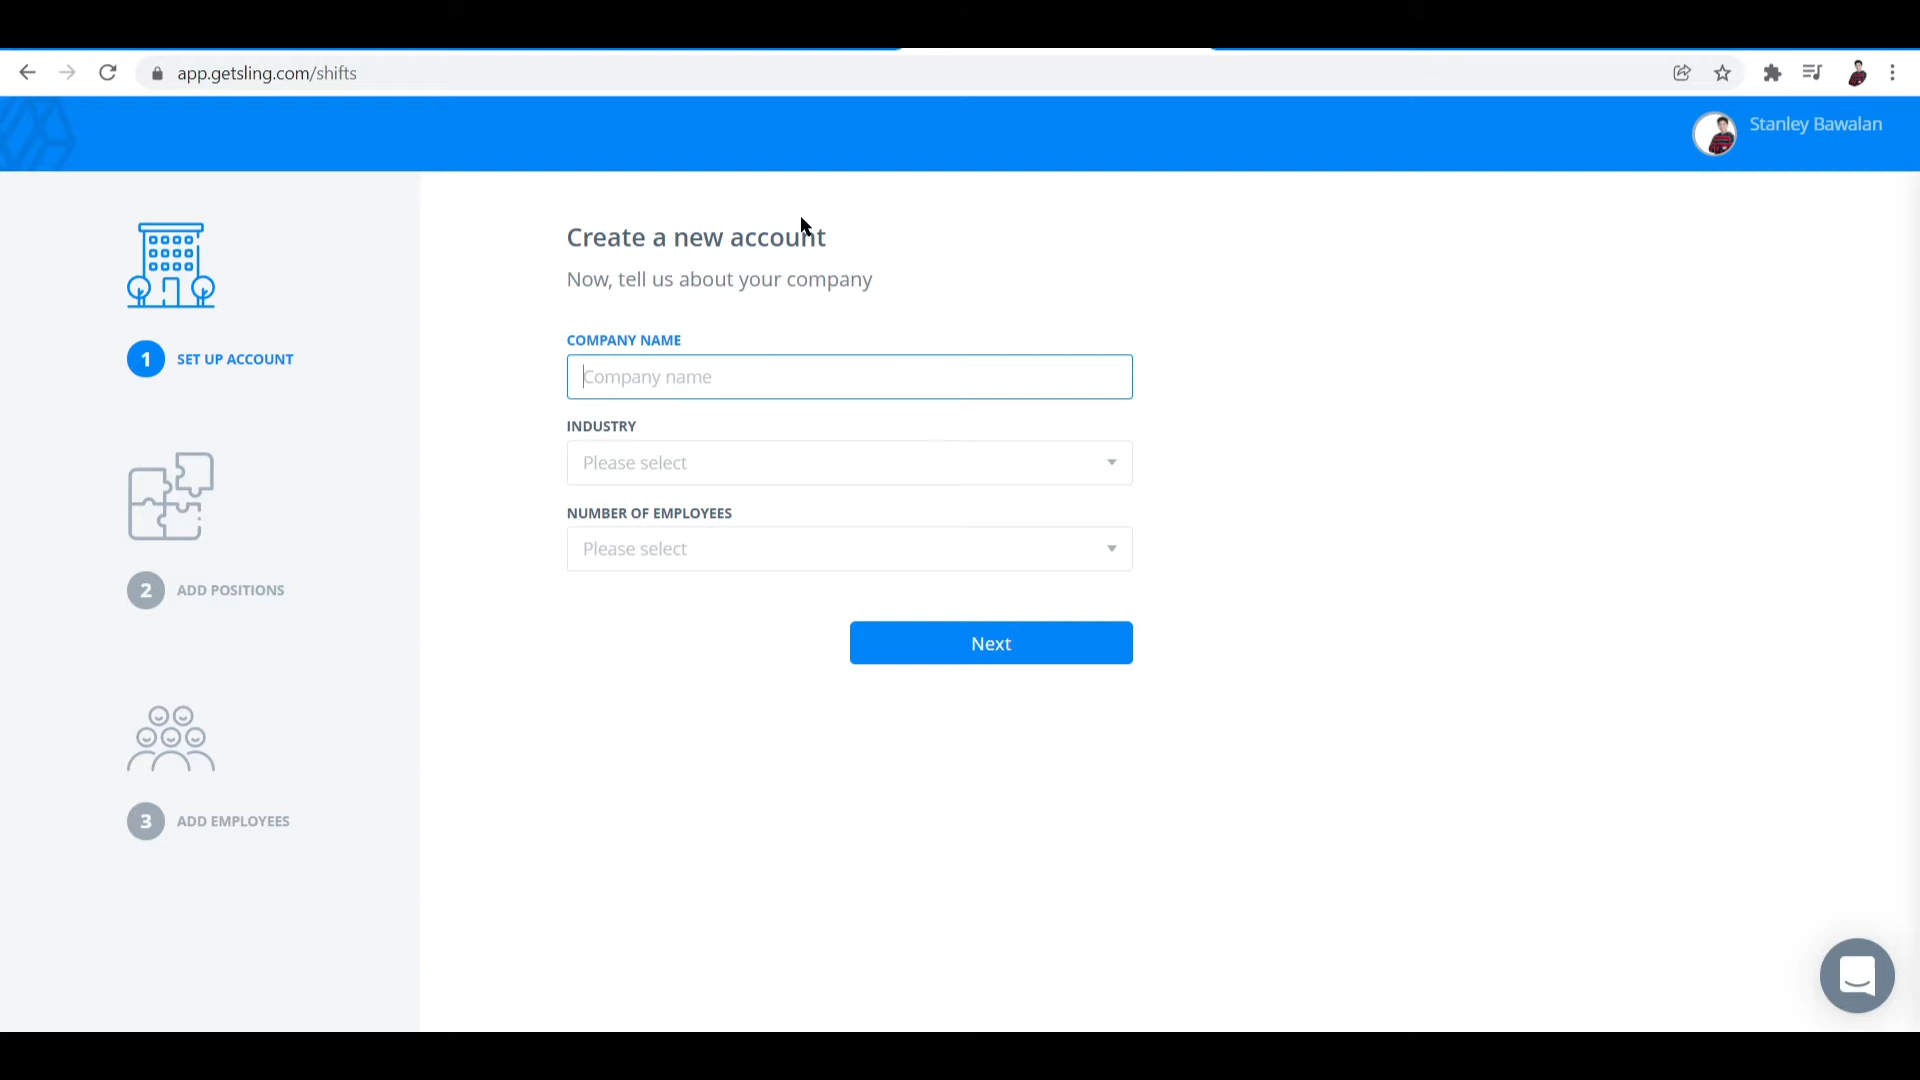 app.getsling.com/shifts
Stanley Bawalan
Create a new account
Now, tell us about your company
COMPANY NAME
Company name
1 SET UP ACCOUNT
INDUSTRY
Please select
NUMBER OF EMPLOYEES
Please select
2 ADD POSITIONS
Next
3 ADD EMPLOYEES